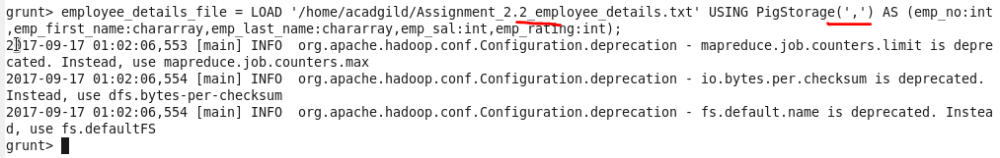 grunt> employee_details_file = LOAD '/home/acadgild/Assignment_2.2_employee_details.txt' USING PigStorage(',') AS (emp_no:int
,emp_first_name:chararray,emp_last_name:chararray,emp_sal:int,emp_rating:int);
2017-09-17 01:02:06,553 [main] INFO  org.apache.hadoop.conf.Configuration.deprecation - mapreduce.job.counters.limit is depre
cated. Instead, use mapreduce.job.counters.max
2017-09-17 01:02:06,554 [main] INFO  org.apache.hadoop.conf.Configuration.deprecation - io.bytes.per.checksum is deprecated.
Instead, use dfs.bytes-per-checksum
2017-09-17 01:02:06,554 [main] INFO  org.apache.hadoop.conf.Configuration.deprecation - fs.default.name is deprecated. Instea
d, use fs.defaultFS
grunt>